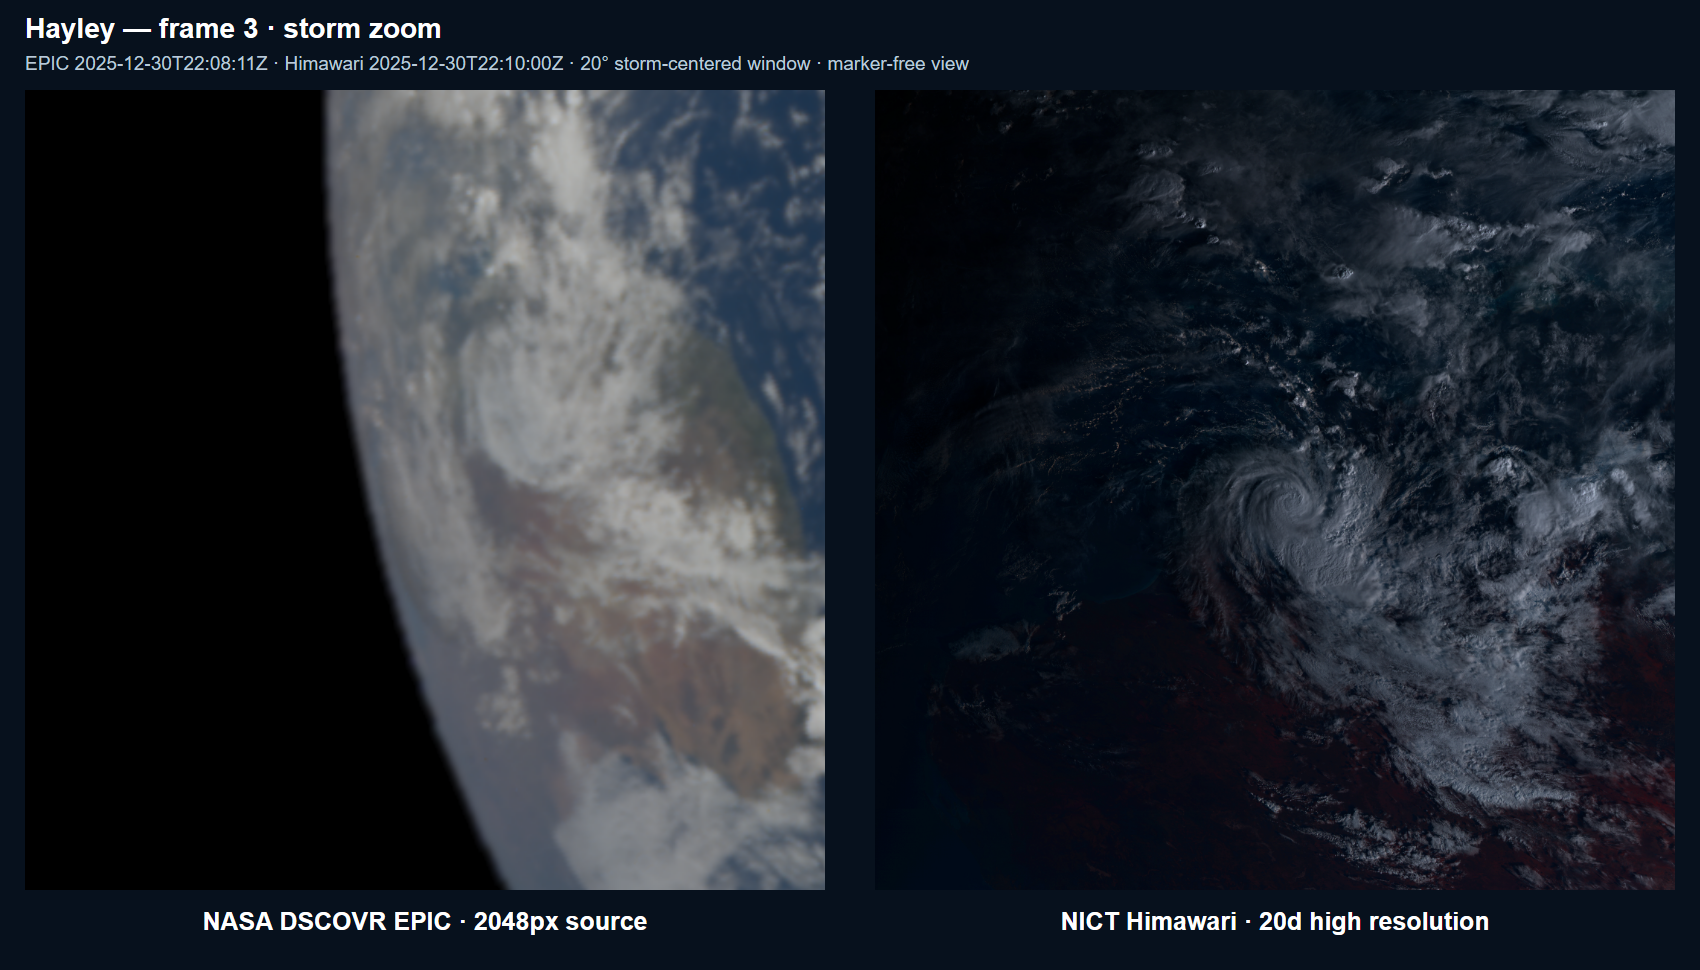 Hayley — frame 3 · storm zoom
EPIC 2025-12-30T22:08:11Z · Himawari 2025-12-30T22:10:00Z · 20° storm-centered window · marker-free view
NASA DSCOVR EPIC · 2048px source
NICT Himawari · 20d high resolution